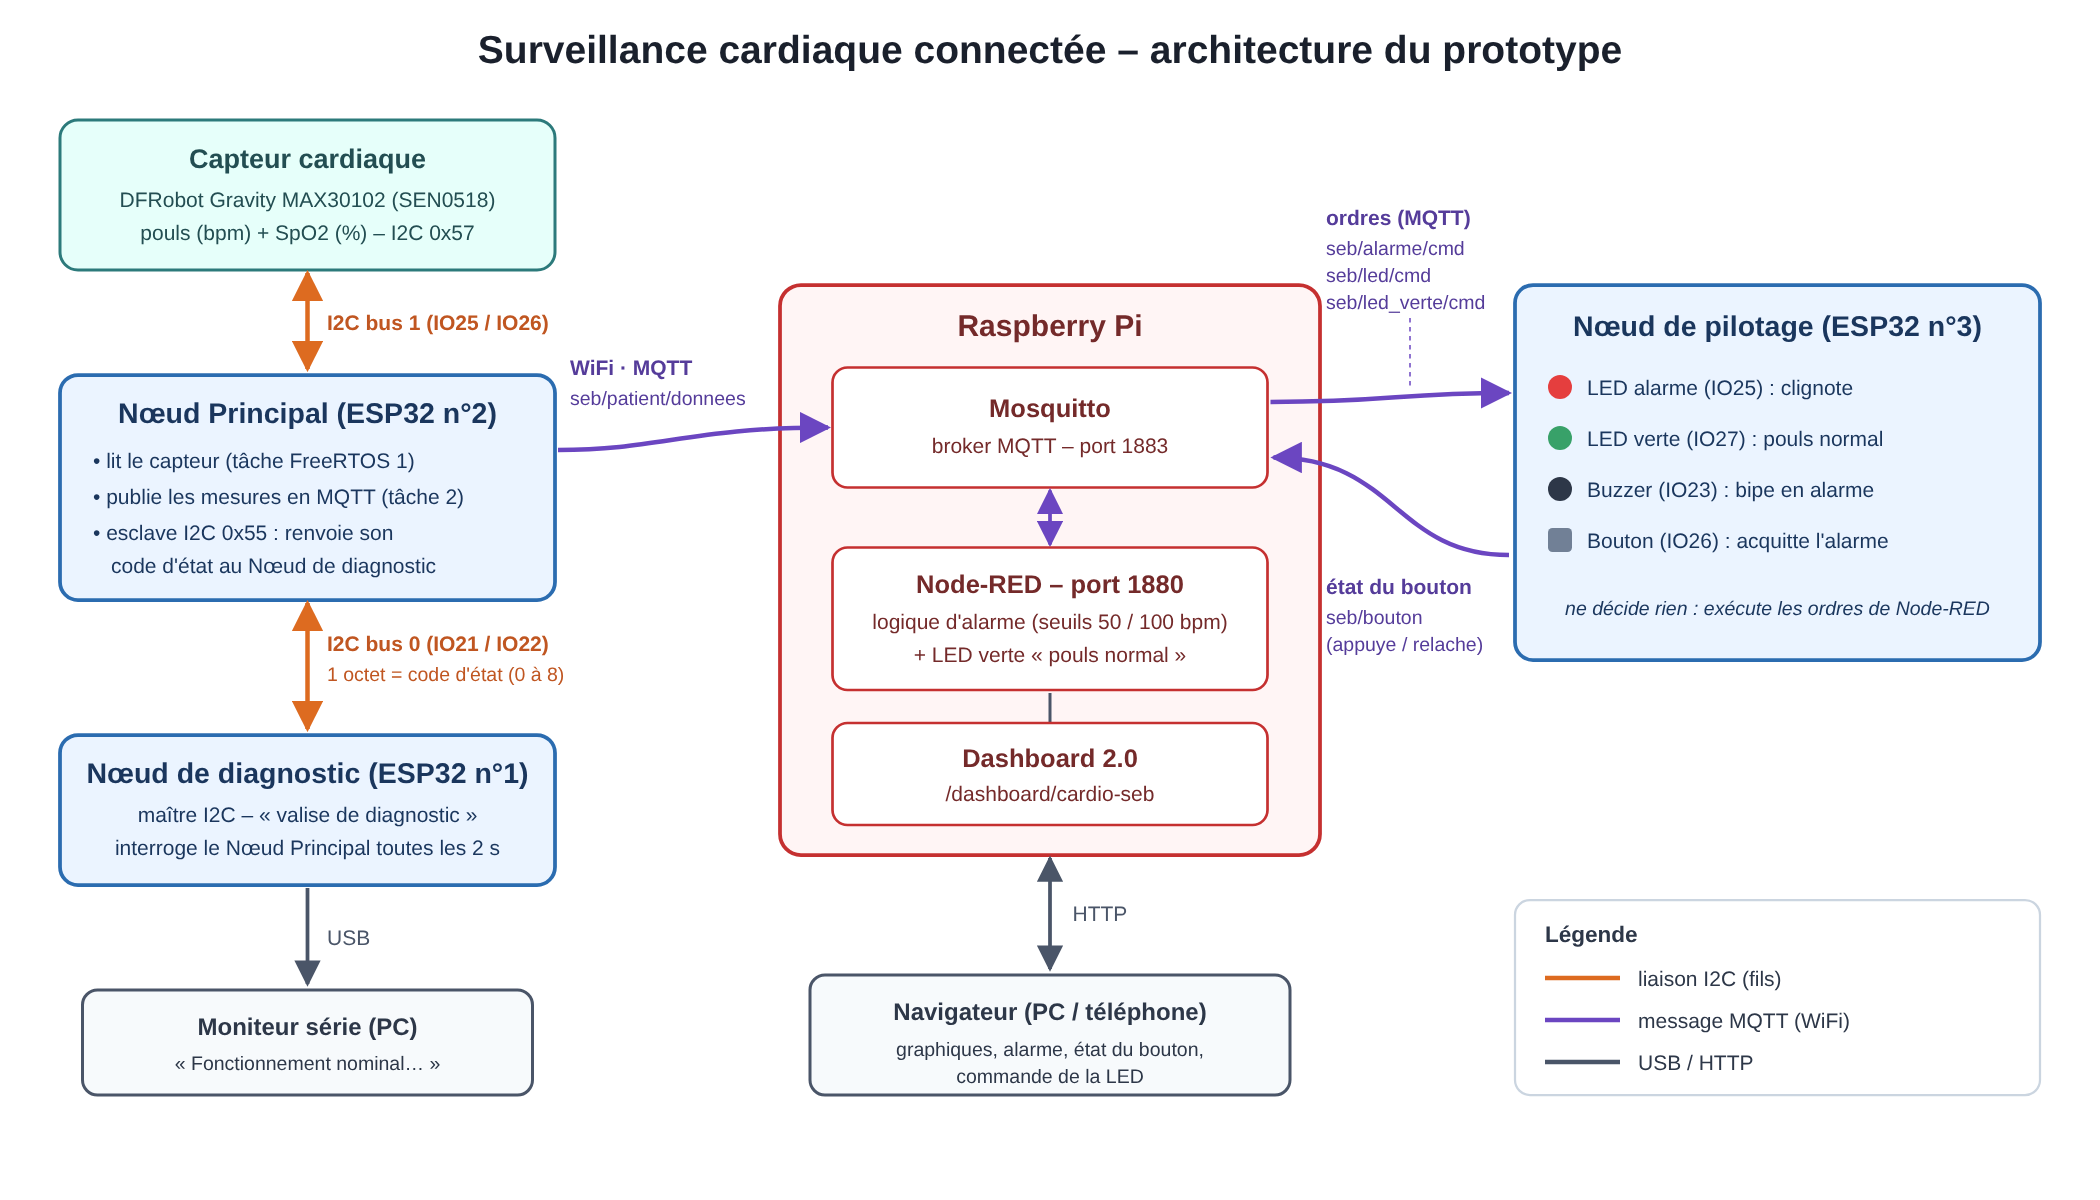 Surveillance cardiaque connectée – architecture du prototype
Capteur cardiaque
DFRobot Gravity MAX30102 (SEN0518)
pouls (bpm) + SpO2 (%) – I2C 0x57
I2C bus 1 (IO25 / IO26)
Nœud Principal (ESP32 n°2)
• lit le capteur (tâche FreeRTOS 1)
• publie les mesures en MQTT (tâche 2)
• esclave I2C 0x55 : renvoie son
code d'état au Nœud de diagnostic
I2C bus 0 (IO21 / IO22)
1 octet = code d'état (0 à 8)
Nœud de diagnostic (ESP32 n°1)
maître I2C – « valise de diagnostic »
interroge le Nœud Principal toutes les 2 s
USB
Moniteur série (PC)
« Fonctionnement nominal… »
WiFi · MQTT
seb/patient/donnees
Raspberry Pi
Mosquitto
broker MQTT – port 1883
Node-RED – port 1880
logique d'alarme (seuils 50 / 100 bpm)
+ LED verte « pouls normal »
Dashboard 2.0
/dashboard/cardio-seb
HTTP
Navigateur (PC / téléphone)
graphiques, alarme, état du bouton,
commande de la LED
ordres (MQTT)
seb/alarme/cmd
seb/led/cmd
seb/led_verte/cmd
état du bouton
seb/bouton
(appuye / relache)
Nœud de pilotage (ESP32 n°3)
LED alarme (IO25) : clignote
LED verte (IO27) : pouls normal
Buzzer (IO23) : bipe en alarme
Bouton (IO26) : acquitte l'alarme
ne décide rien : exécute les ordres de Node-RED
Légende
liaison I2C (fils)
message MQTT (WiFi)
USB / HTTP